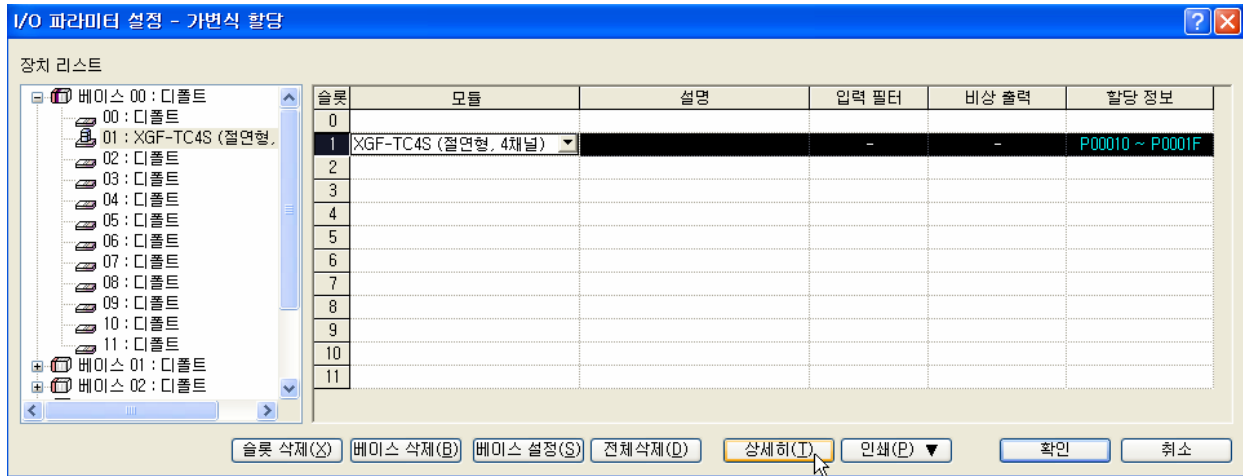 I/O 파라미터 설정 - 가변식 할당
장치 리스트
베이스 00 : 디폴트
00 : 디폴트
01 : XGF-TC4S (절연형,
02 : 디폴트
03 : 디폴트
04 : 디폴트
05 : 디폴트
06 : 디폴트
07 : 디폴트
08 : 디폴트
09 : 디폴트
10 : 디폴트
11 : 디폴트
베이스 01 : 디폴트
베이스 02 : 디폴트
슬롯 모듈 설명 입력 필터 비상 출력 할당 정보
0
1 XGF-TC4S (절연형, 4채널) - - P00010 ~ P0001F
2
3
4
5
6
7
8
9
10
11
슬롯 삭제(X) 베이스 삭제(B) 베이스 설정(S) 전체삭제(D) 상세히(T) 인쇄(P) ▼ 확인 취소